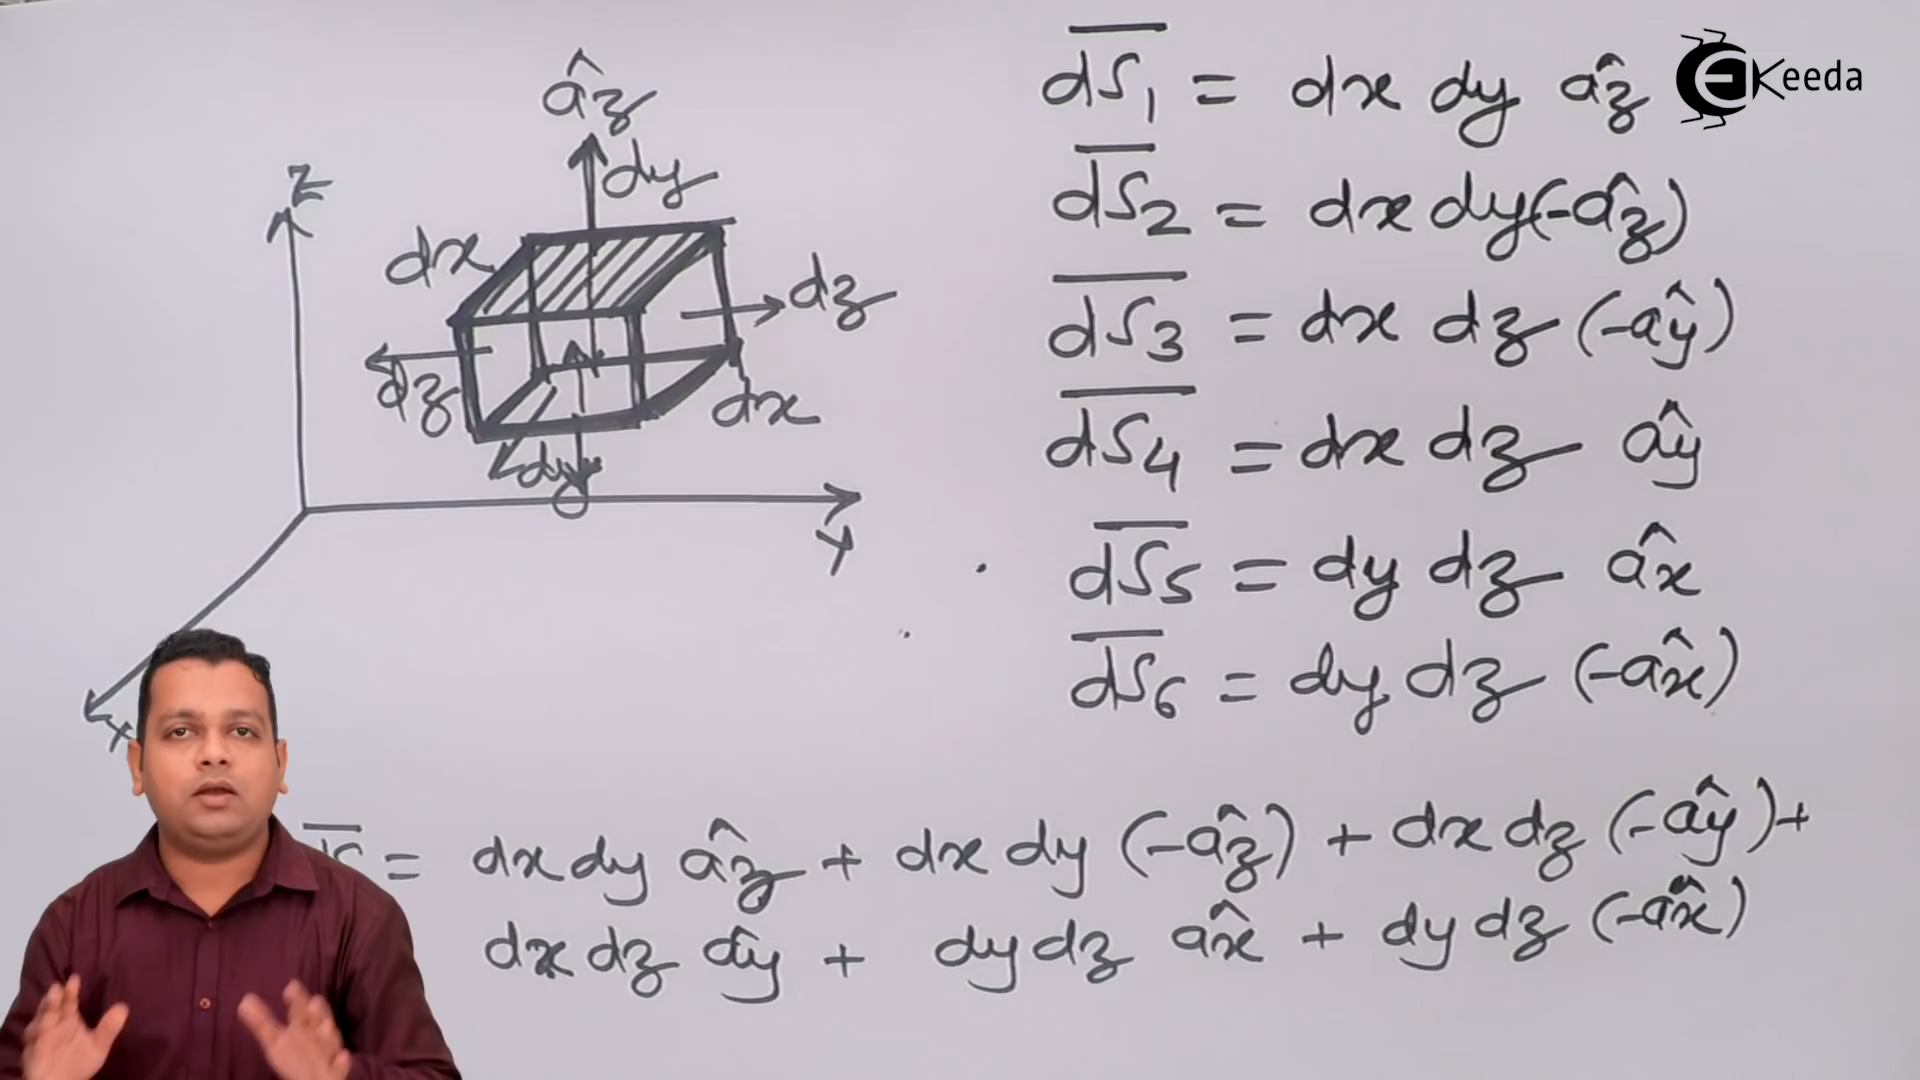 Keeda
âz
dy
z
dx
dz
dz
dx
dy
y
x
dS₁ = dx dy âz
dS₂ = dx dy(-âz)
dS₃ = dx dz (-ây)
dS₄ = dx dz ây
dS₅ = dy dz âx
dS₆ = dy dz (-âx)
= dx dy âz + dx dy (-âz) + dx dz (-ây) +
dx dz ây + dy dz âx + dy dz (-âx)